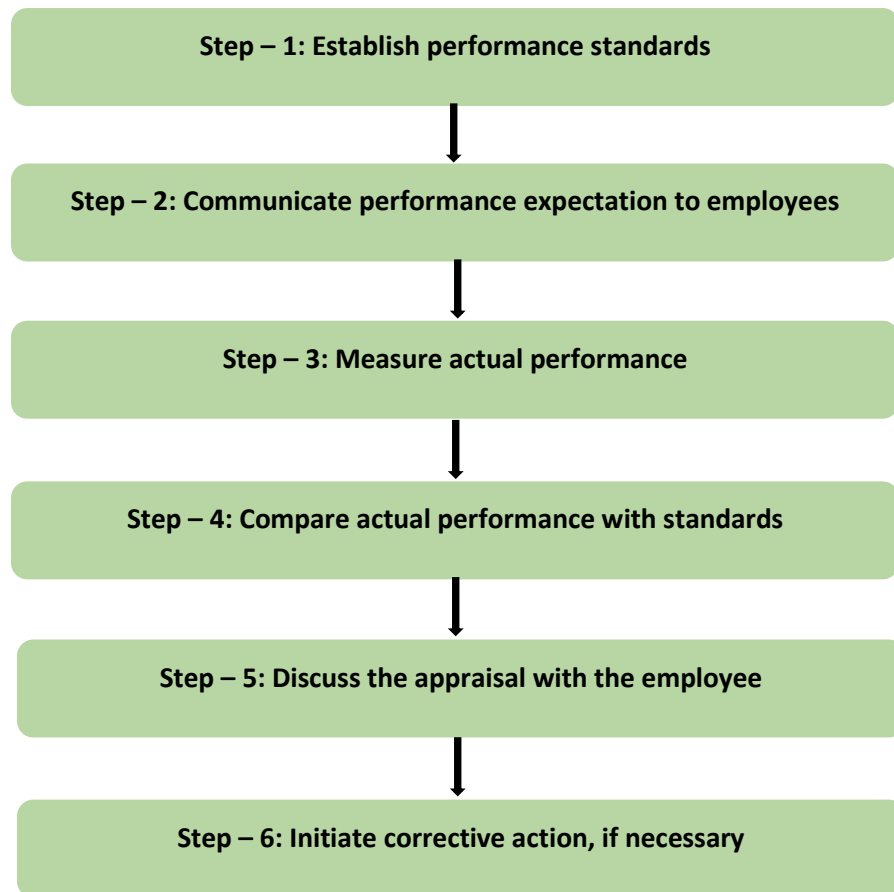 Step – 1: Establish performance standards
Step – 2: Communicate performance expectation to employees
Step – 3: Measure actual performance
Step – 4: Compare actual performance with standards
Step – 5: Discuss the appraisal with the employee
Step – 6: Initiate corrective action, if necessary